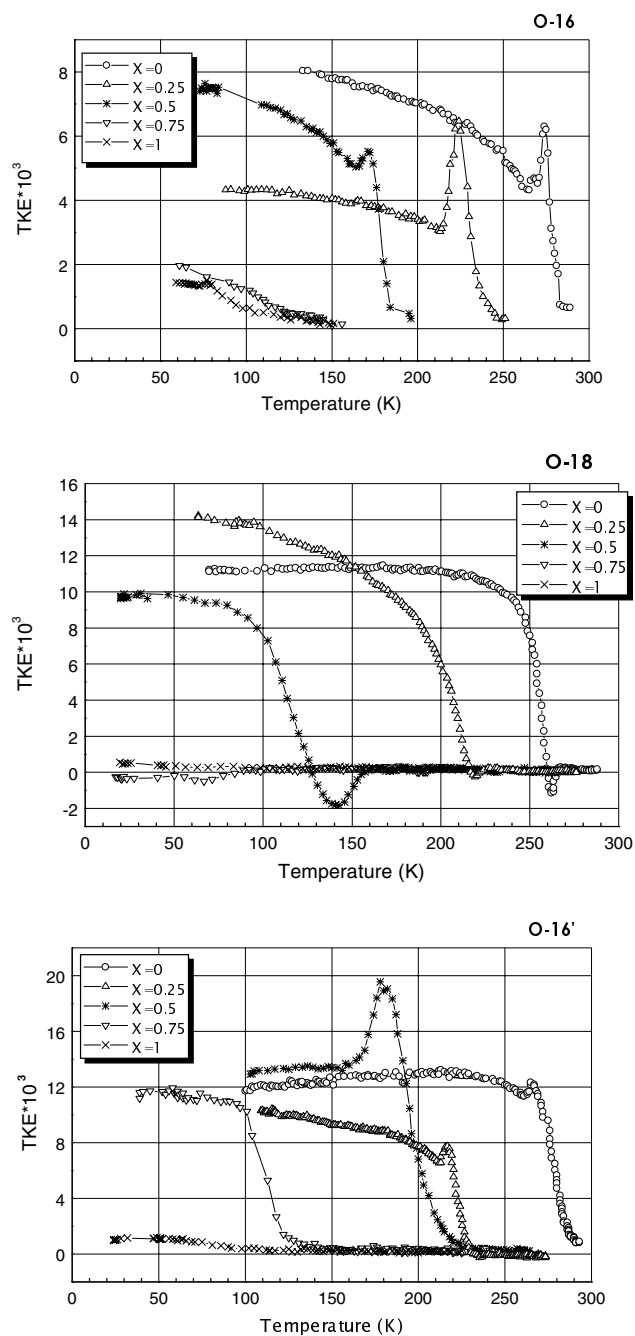 O-16
X=0
X=0.25
X=0.5
X=0.75
X=1
TKE*10³
8
6
4
2
0
0 50 100 150 200 250 300
Temperature (K)
O-18
X=0
X=0.25
X=0.5
X=0.75
X=1
TKE*10³
16
14
12
10
8
6
4
2
0
-2
0 50 100 150 200 250 300
Temperature (K)
O-16'
X=0
X=0.25
X=0.5
X=0.75
X=1
TKE*10³
20
16
12
8
4
0
0 50 100 150 200 250 300
Temperature (K)